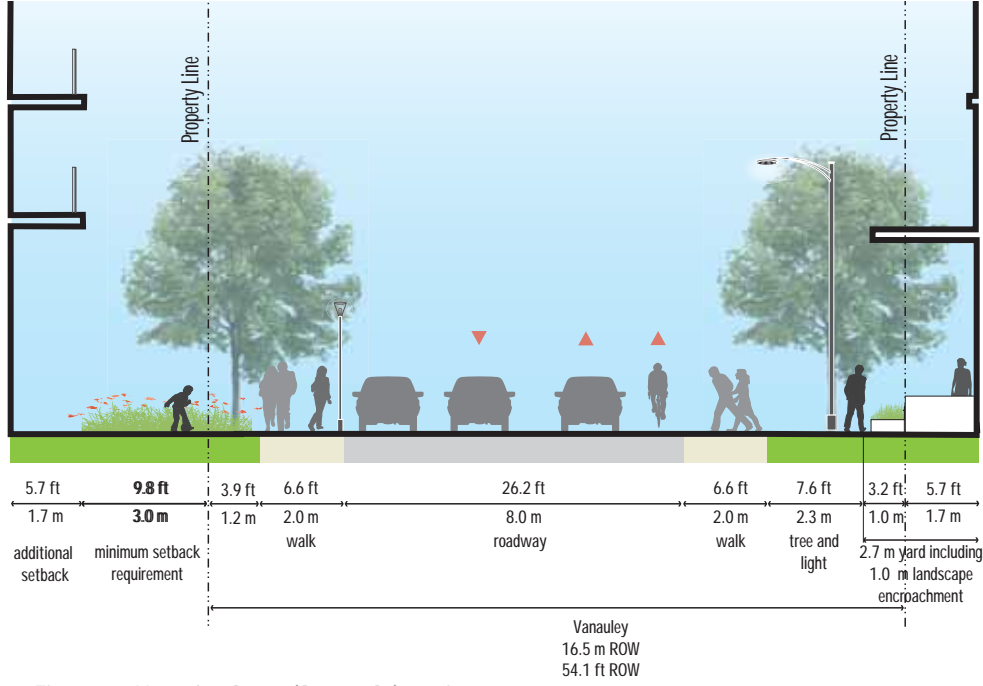 Property Line
Property Line
5.7 ft
9.8 ft
3.9 ft
6.6 ft
26.2 ft
6.6 ft
7.6 ft
3.2 ft
5.7 ft
1.7 m
3.0 m
1.2 m
2.0 m
8.0 m
2.0 m
2.3 m
1.0 m
1.7 m
additional
setback
minimum setback
requirement
walk
roadway
walk
tree and
light
2.7 m yard including
1.0 m landscape
encroachment
Vanauley
16.5 m ROW
54.1 ft ROW